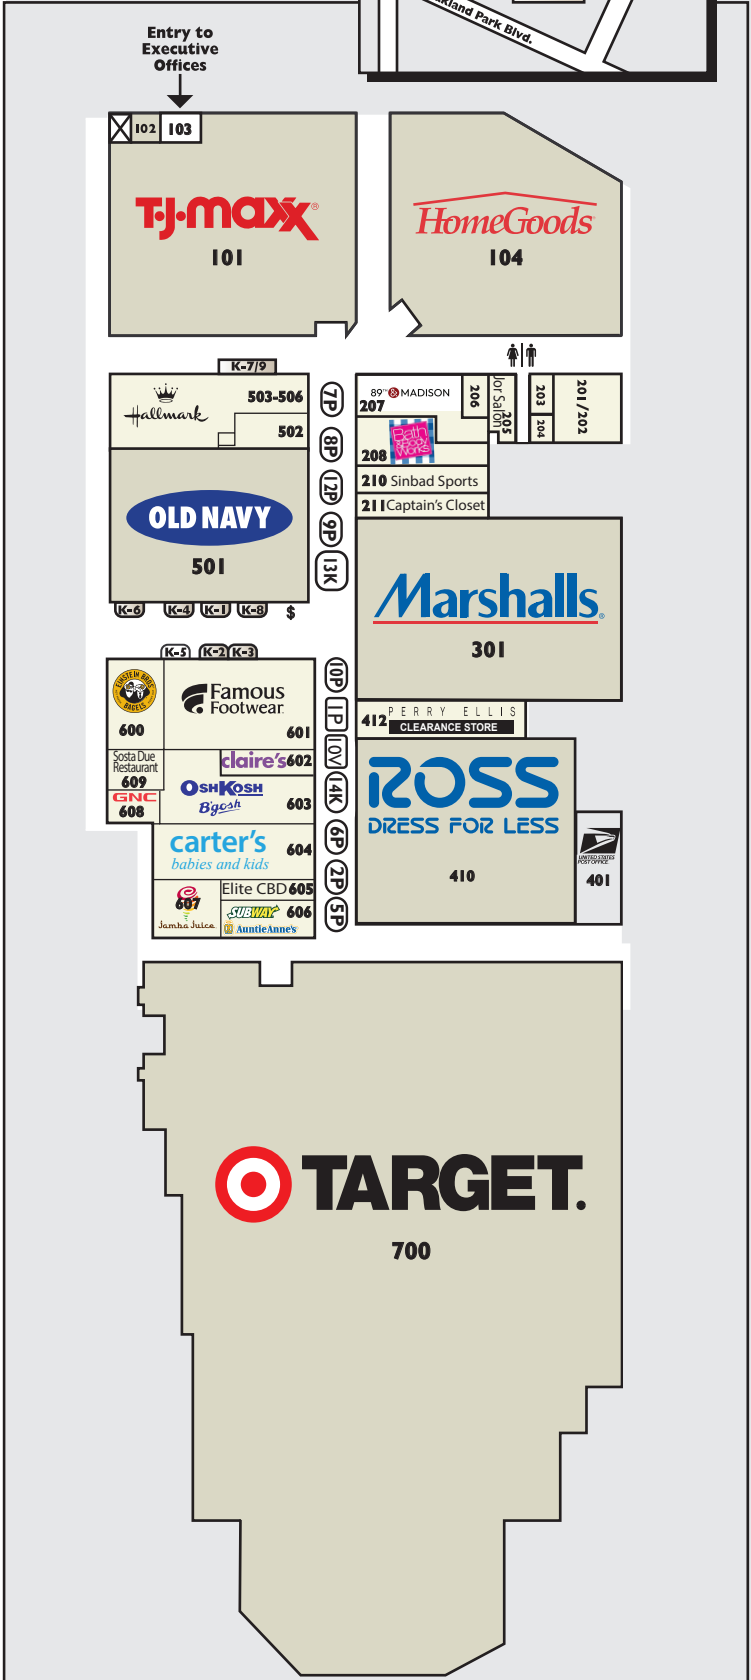 kland Park Blvd.
Entry to
Executive
Offices
102
103
T·J·maxx®
101
HomeGoods
104
K-7/9
Hallmark
503-506
502
7P
8P
12P
9P
13K
89TH & MADISON
207
206
Jor Salon
205
203
204
201/202
Bath
&Body
Works
208
210 Sinbad Sports
211 Captain's Closet
OLD NAVY
501
K-6
K-4
K-1
K-8
$
Marshalls.
301
K-5
K-2
K-3
EINSTEIN BROS
BAGELS
600
Famous
Footwear
601
10P
1P
10V
14K
6P
2P
5P
412
PERRY ELLIS
CLEARANCE STORE
Sosta Due
Restaurant
609
claire's 602
GNC
608
OSHKOSH
B'gosh
603
carter's
babies and kids
604
ROSS
DRESS FOR LESS
410
UNITED STATES
POST OFFICE
401
607
Jamba Juice
Elite CBD 605
SUBWAY
606
AuntieAnne's
TARGET.
700